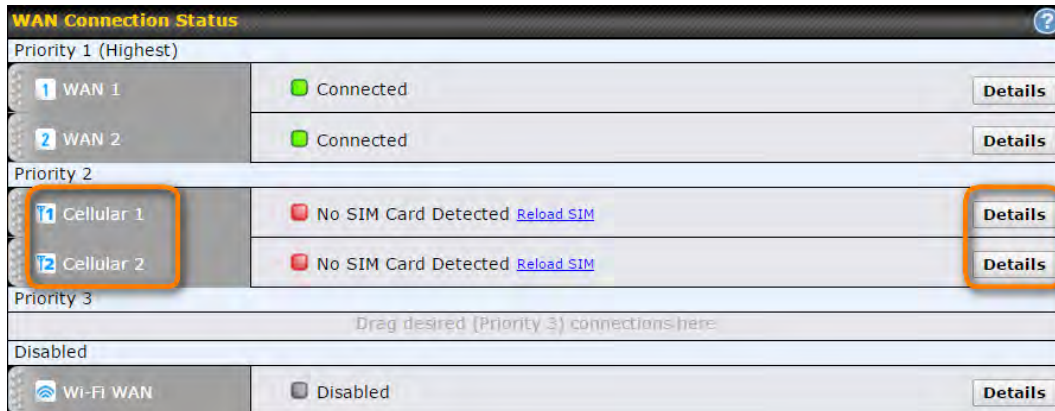 WAN Connection Status ?
Priority 1 (Highest)
1 WAN 1 Connected Details
2 WAN 2 Connected Details
Priority 2
1 Cellular 1 No SIM Card Detected Reload SIM Details
2 Cellular 2 No SIM Card Detected Reload SIM Details
Priority 3
Drag desired (Priority 3) connections here
Disabled
Wi-Fi WAN Disabled Details